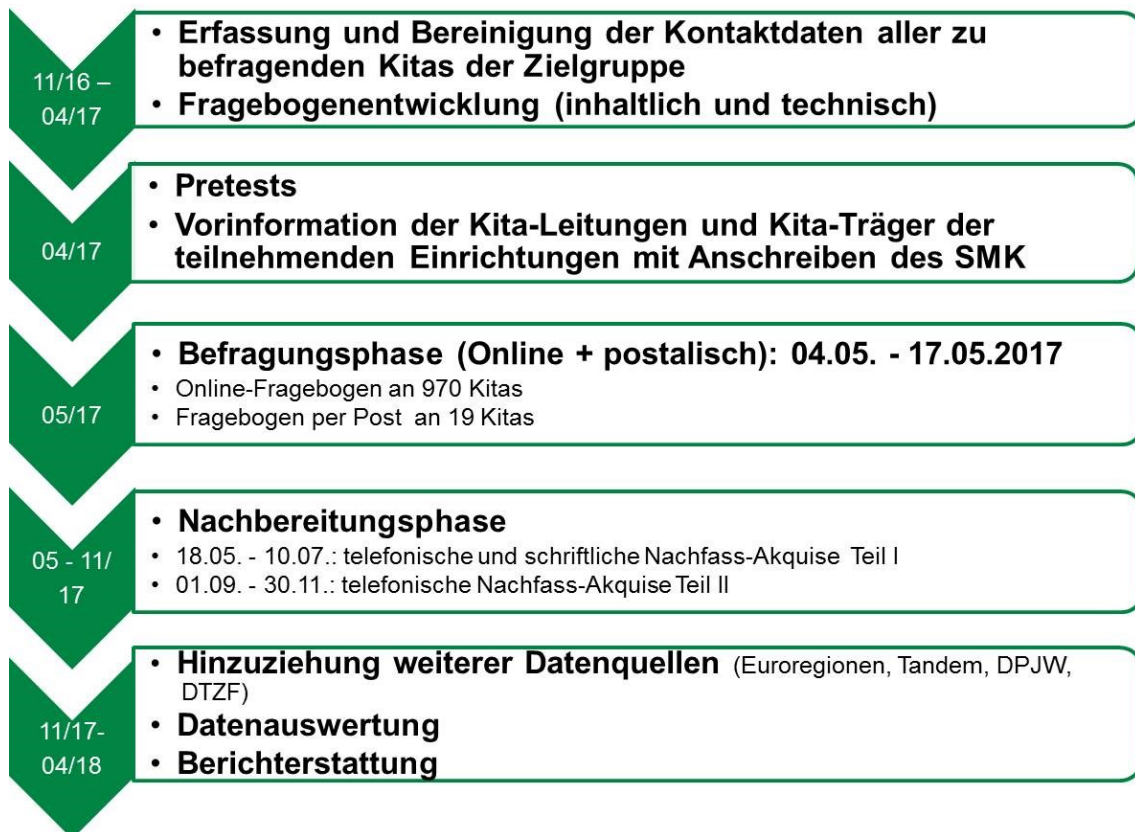 11/16 –
04/17
• Erfassung und Bereinigung der Kontaktdaten aller zu
befragenden Kitas der Zielgruppe
• Fragebogenentwicklung (inhaltlich und technisch)
04/17
• Pretests
• Vorinformation der Kita-Leitungen und Kita-Träger der
teilnehmenden Einrichtungen mit Anschreiben des SMK
05/17
• Befragungsphase (Online + postalisch): 04.05. - 17.05.2017
• Online-Fragebogen an 970 Kitas
• Fragebogen per Post an 19 Kitas
05 - 11/
17
• Nachbereitungsphase
• 18.05. - 10.07.: telefonische und schriftliche Nachfass-Akquise Teil I
• 01.09. - 30.11.: telefonische Nachfass-Akquise Teil II
11/17-
04/18
• Hinzuziehung weiterer Datenquellen (Euroregionen, Tandem, DPJW,
DTZF)
• Datenauswertung
• Berichterstattung